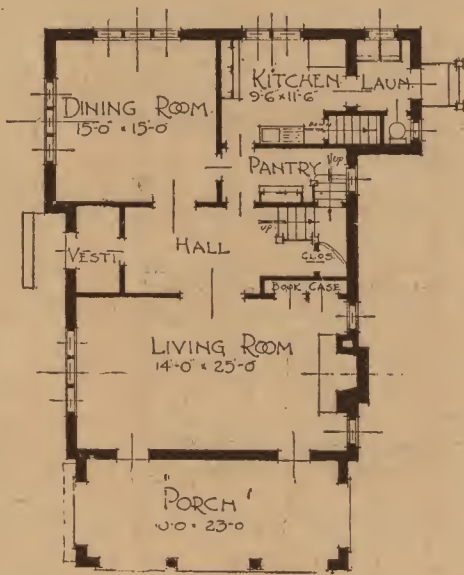 KITCHEN
9'-6" x 11'-6"
LAUN.
DINING ROOM
15'-0" x 15'-0"
PANTRY
up
VEST.
HALL
up
CLOS.
BOOK CASE
LIVING ROOM
14'-0" x 25'-0"
"PORCH"
23-0